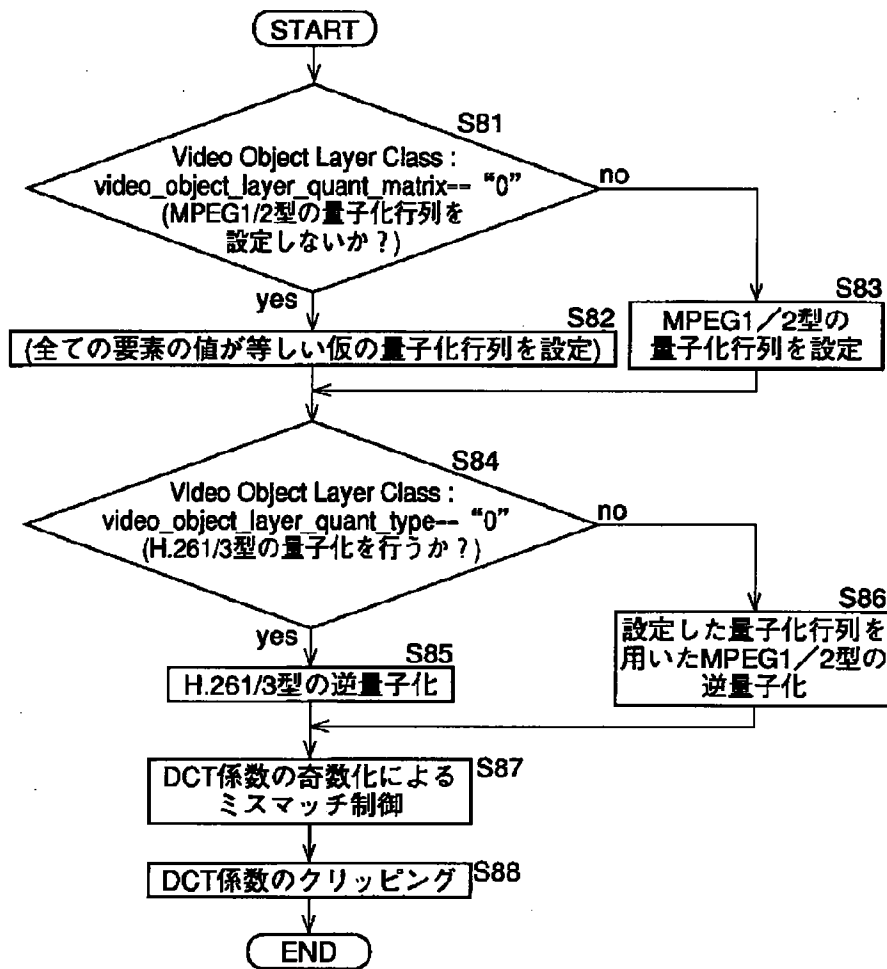 START
S81
Video Object Layer Class :
video_object_layer_quant_matrix== “0”
(MPEG1/2型の量子化行列を
設定しないか？)
no
yes
S82
(全ての要素の値が等しい仮の量子化行列を設定)
S83
MPEG1／2型の
量子化行列を設定
S84
Video Object Layer Class :
video_object_layer_quant_type== “0”
(H.261/3型の量子化を行うか？)
no
yes
S85
H.261/3型の逆量子化
S86
設定した量子化行列を
用いたMPEG1／2型の
逆量子化
DCT係数の奇数化による
ミスマッチ制御
S87
DCT係数のクリッピング
S88
END